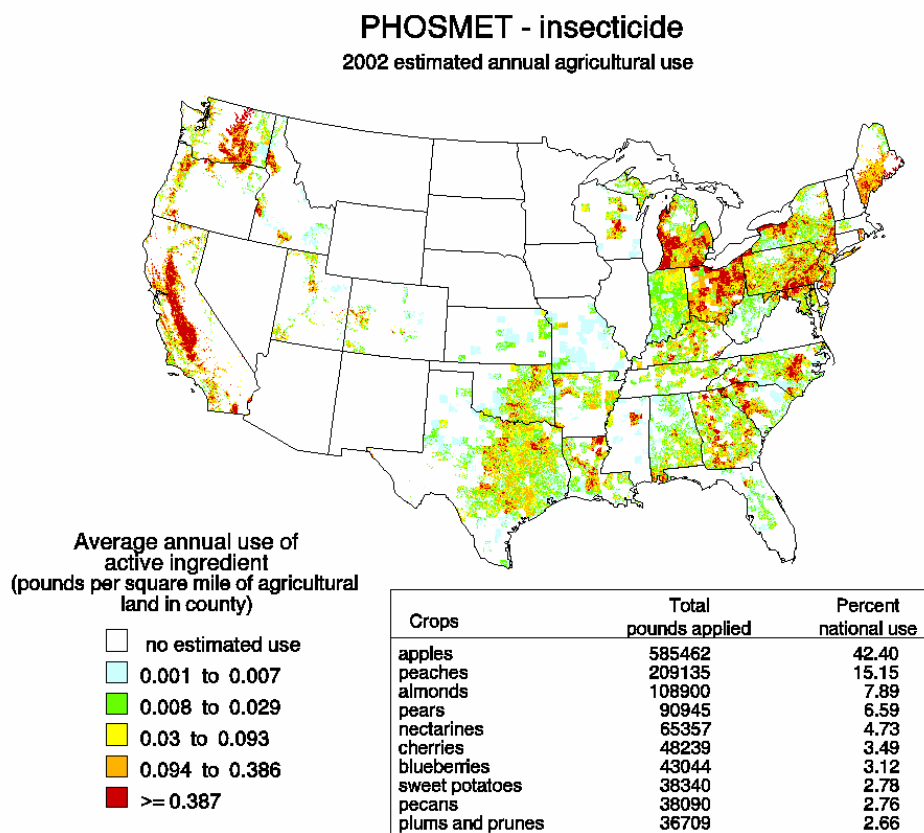 PHOSMET - insecticide
2002 estimated annual agricultural use
Average annual use of
active ingredient
(pounds per square mile of agricultural
land in county)
no estimated use
0.001 to 0.007
0.008 to 0.029
0.03 to 0.093
0.094 to 0.386
>= 0.387
Crops Total pounds applied Percent national use
apples 585462 42.40
peaches 209135 15.15
almonds 108900 7.89
pears 90945 6.59
nectarines 65357 4.73
cherries 48239 3.49
blueberries 43044 3.12
sweet potatoes 38340 2.78
pecans 38090 2.76
plums and prunes 36709 2.66